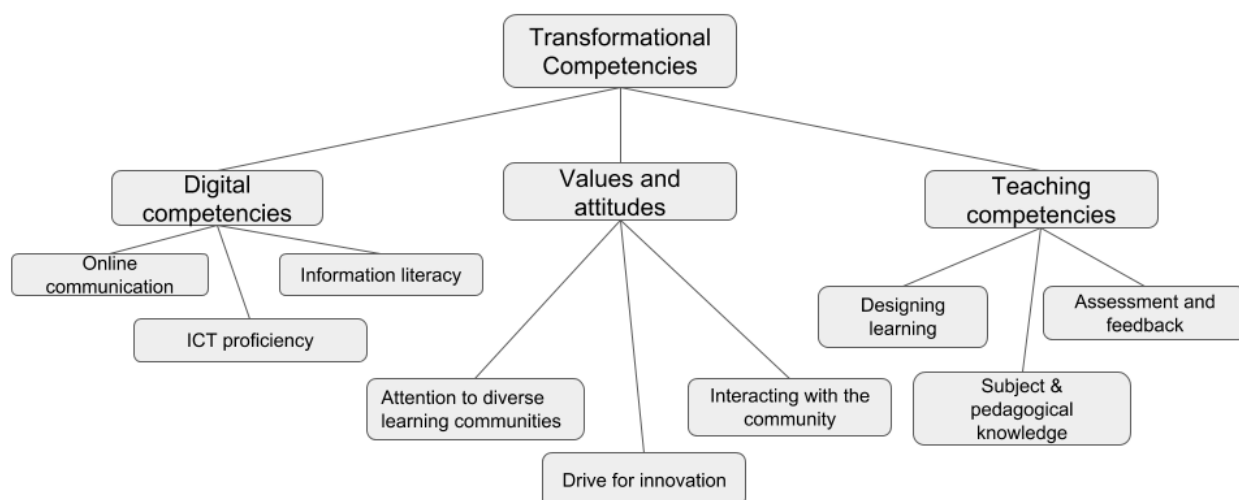 Transformational
Competencies
Digital
competencies
Values and
attitudes
Teaching
competencies
Online
communication
Information literacy
ICT proficiency
Designing
learning
Assessment and
feedback
Attention to diverse
learning communities
Interacting with the
community
Subject &
pedagogical
knowledge
Drive for innovation